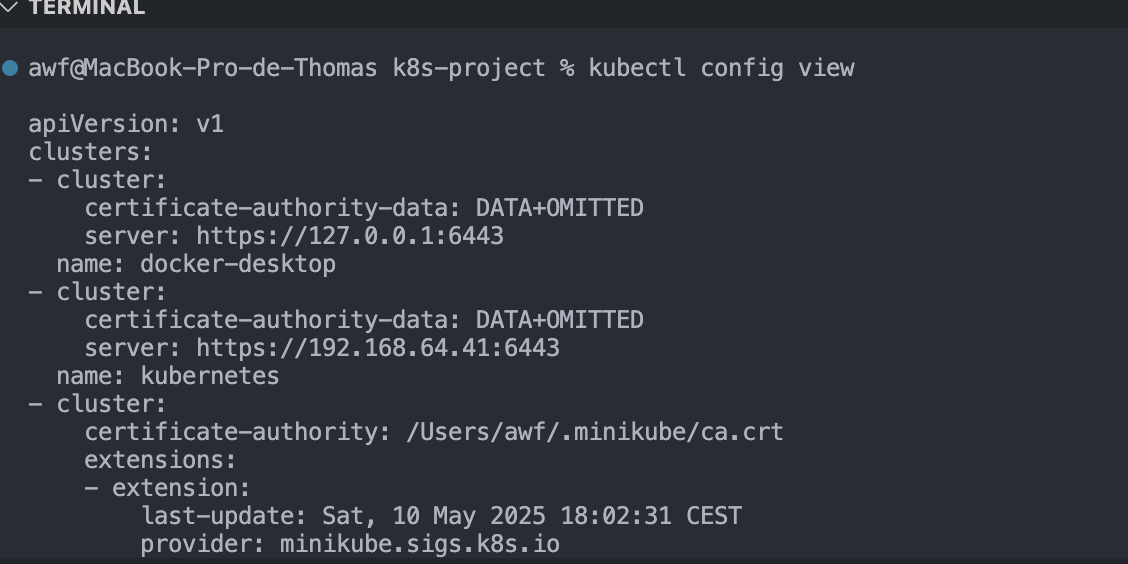 TERMINAL
awf@MacBook-Pro-de-Thomas k8s-project % kubectl config view
apiVersion: v1
clusters:
- cluster:
    certificate-authority-data: DATA+OMITTED
    server: https://127.0.0.1:6443
  name: docker-desktop
- cluster:
    certificate-authority-data: DATA+OMITTED
    server: https://192.168.64.41:6443
  name: kubernetes
- cluster:
    certificate-authority: /Users/awf/.minikube/ca.crt
    extensions:
    - extension:
        last-update: Sat, 10 May 2025 18:02:31 CEST
        provider: minikube.sigs.k8s.io